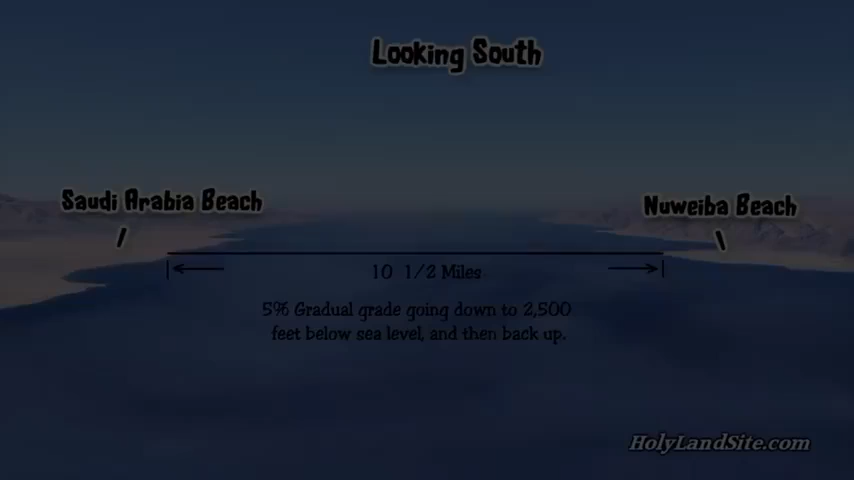 Looking South
Saudi Arabia Beach
Nuweiba Beach
10 1/2 Miles
5% Gradual grade going down to 2,500
feet below sea level, and then back up.
HolyLandSite.com